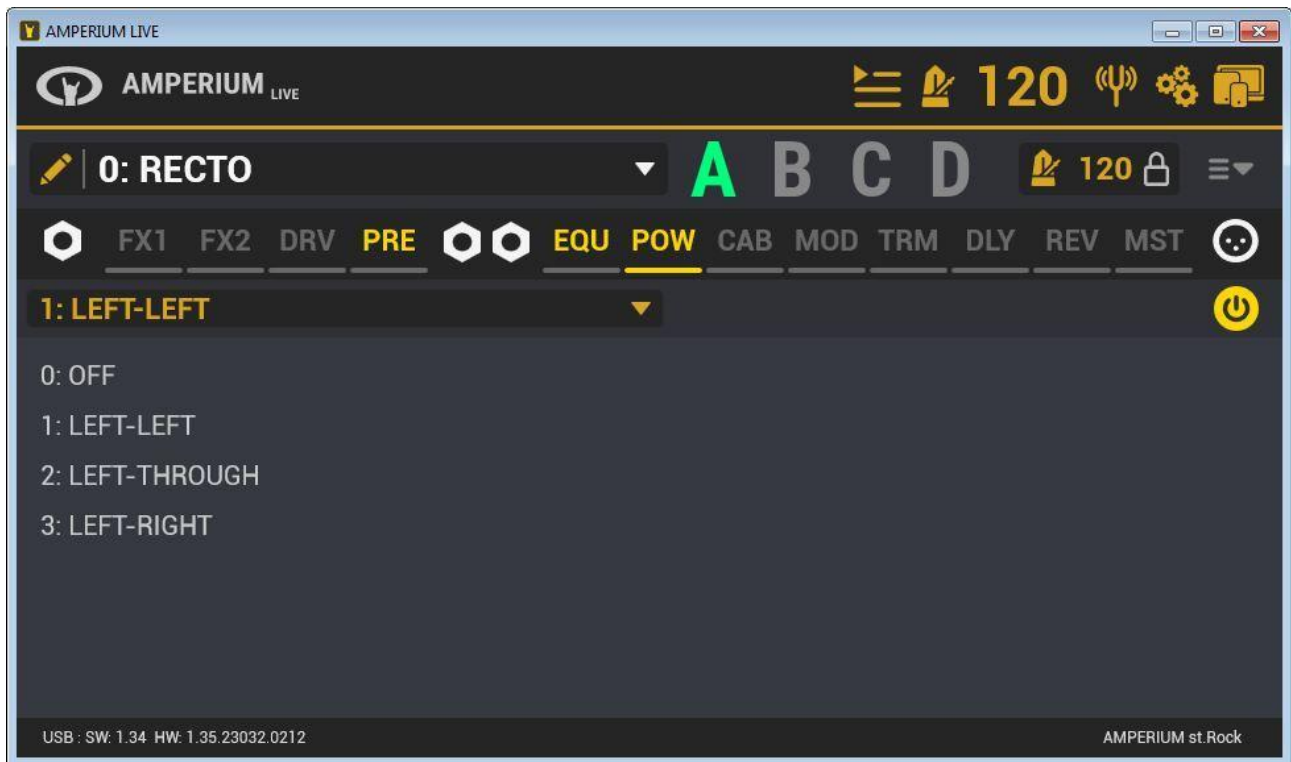 AMPERIUM LIVE
AMPERIUM LIVE 120
0: RECTO A B C D 120
FX1 FX2 DRV PRE EQU POW CAB MOD TRM DLY REV MST
1: LEFT-LEFT
0: OFF
1: LEFT-LEFT
2: LEFT-THROUGH
3: LEFT-RIGHT
USB : SW: 1.34 HW: 1.35.23032.0212 AMPERIUM st.Rock